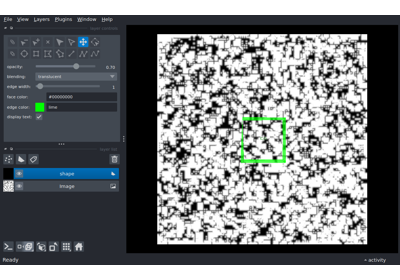 File View Layers Plugins Window Help
opacity: 0.70
blending: translucent
edge width: 1
face color: #00000000
edge color: lime
display text: ✓
shape
Image
Ready
activity